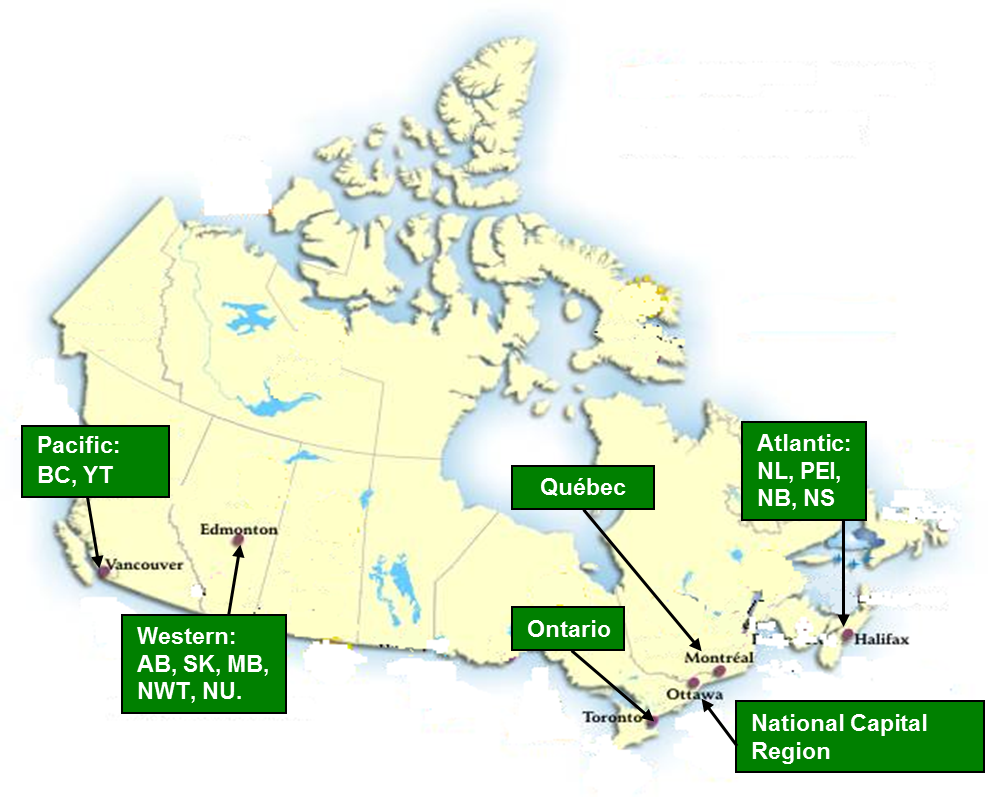 Pacific:
BC, YT
Atlantic:
NL, PEI,
NB, NS
Québec
Edmonton
Vancouver
Western:
AB, SK, MB,
NWT, NU.
Ontario
Halifax
Montréal
Ottawa
Toronto
National Capital
Region